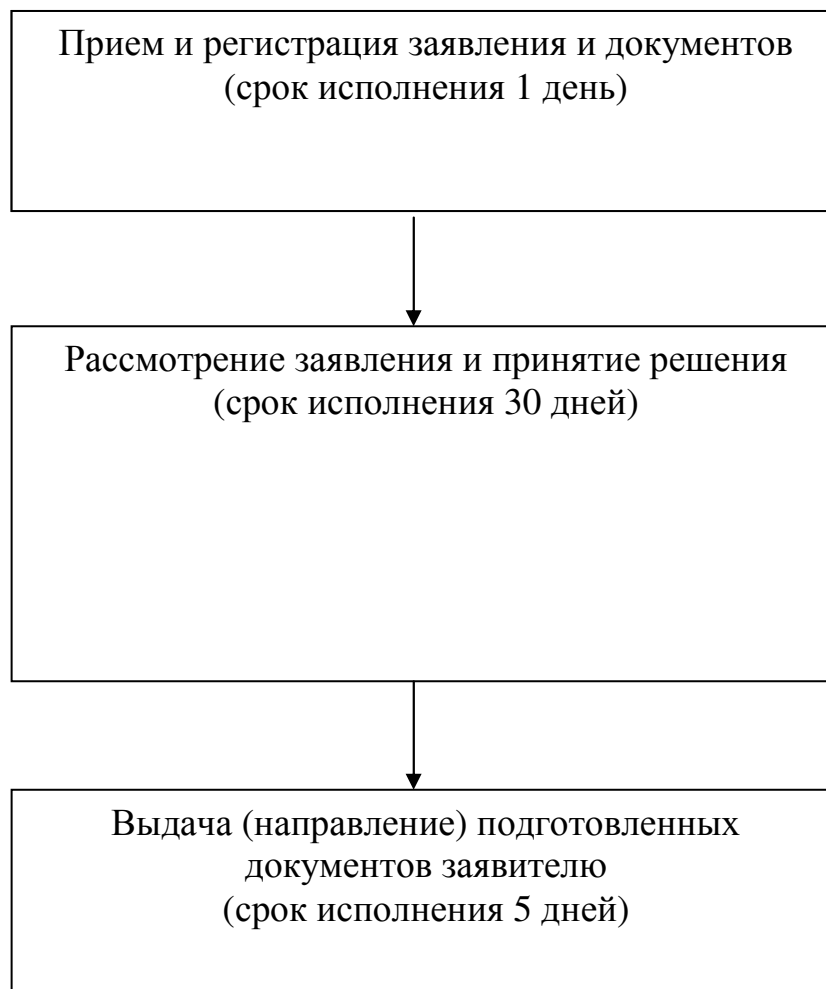 Прием и регистрация заявления и документов
(срок исполнения 1 день)
Рассмотрение заявления и принятие решения
(срок исполнения 30 дней)
Выдача (направление) подготовленных
документов заявителю
(срок исполнения 5 дней)